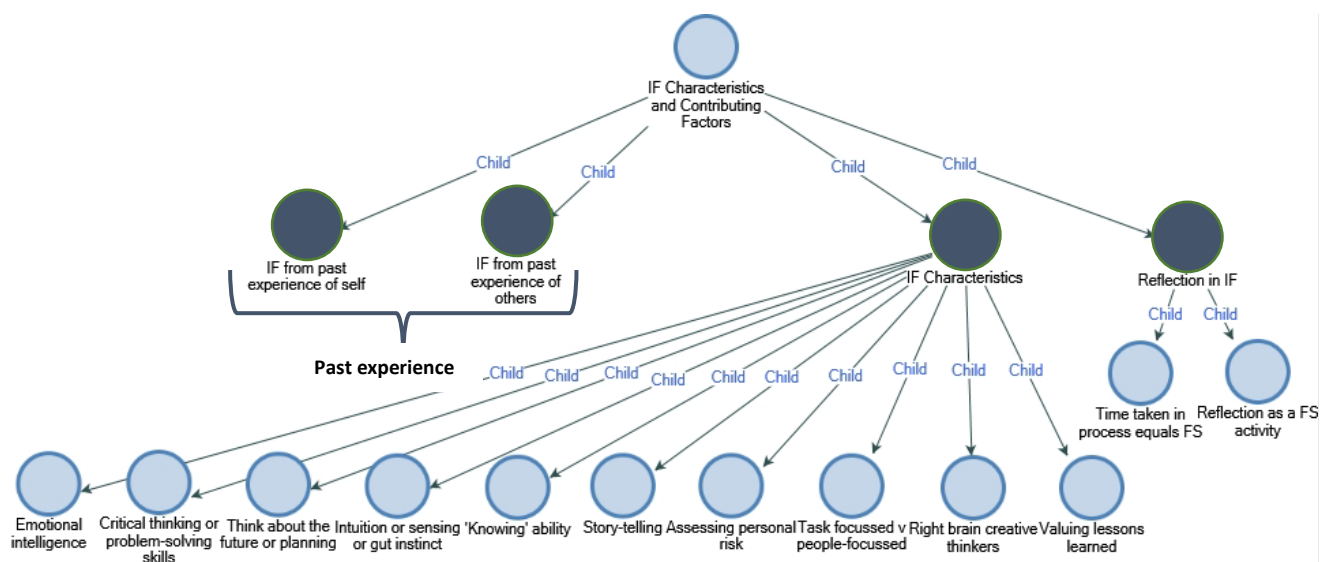 IF Characteristics
and Contributing
Factors
Child
Child
Child
Child
IF from past
experience of self
IF from past
experience of
others
IF Characteristics
Reflection in IF
Child
Child
Past experience
Child
Child
Child
Child
Child
Child
Child
Child
Child
Child
Time taken in
process equals FS
Reflection as a FS
activity
Emotional
intelligence
Critical thinking or
problem-solving
skills
Think about the
future or planning
Intuition or sensing
or gut instinct
'Knowing' ability
Story-telling
Assessing personal
risk
Task focussed v
people-focussed
Right brain creative
thinkers
Valuing lessons
learned